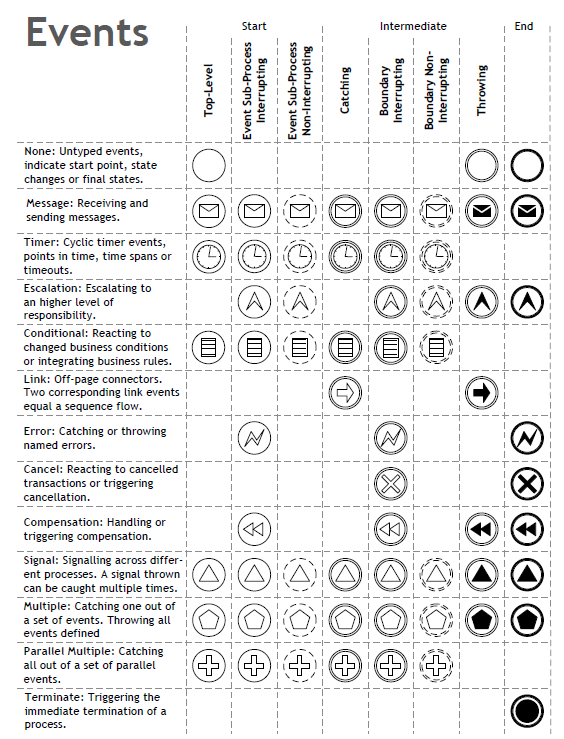 Events
Start
Intermediate
End
Top-Level
Event Sub-Process
Interrupting
Event Sub-Process
Non-Interrupting
Catching
Boundary
Interrupting
Boundary Non-
Interrupting
Throwing
None: Untyped events,
indicate start point, state
changes or final states.
Message: Receiving and
sending messages.
Timer: Cyclic timer events,
points in time, time spans or
timeouts.
Escalation: Escalating to
an higher level of
responsibility.
Conditional: Reacting to
changed business conditions
or integrating business rules.
Link: Off-page connectors.
Two corresponding link events
equal a sequence flow.
Error: Catching or throwing
named errors.
Cancel: Reacting to cancelled
transactions or triggering
cancellation.
Compensation: Handling or
triggering compensation.
Signal: Signalling across differ-
ent processes. A signal thrown
can be caught multiple times.
Multiple: Catching one out of
a set of events. Throwing all
events defined
Parallel Multiple: Catching
all out of a set of parallel
events.
Terminate: Triggering the
immediate termination of a
process.